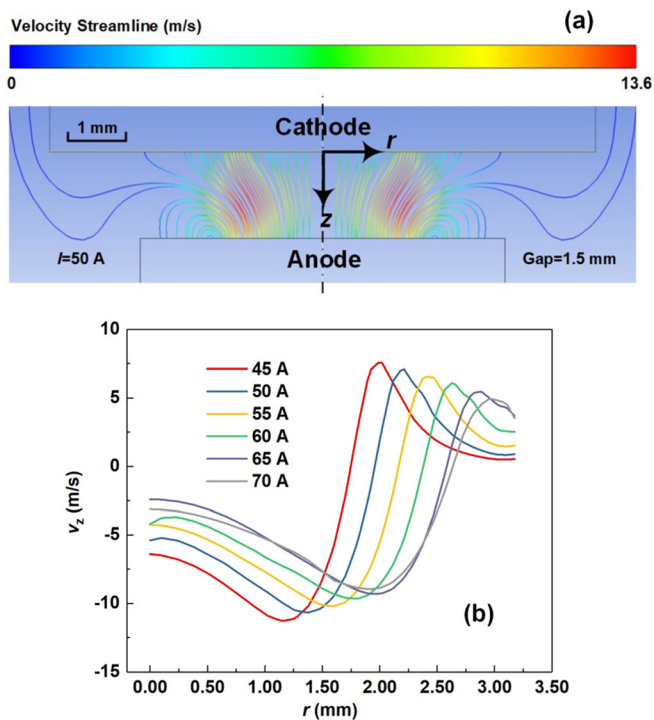 Velocity Streamline (m/s)
(a)
0
13.6
1 mm
Cathode
r
z
I=50 A
Anode
Gap=1.5 mm
10
5
0
-5
-10
-15
v_z (m/s)
45 A
50 A
55 A
60 A
65 A
70 A
(b)
0.00 0.50 1.00 1.50 2.00 2.50 3.00 3.50
r (mm)